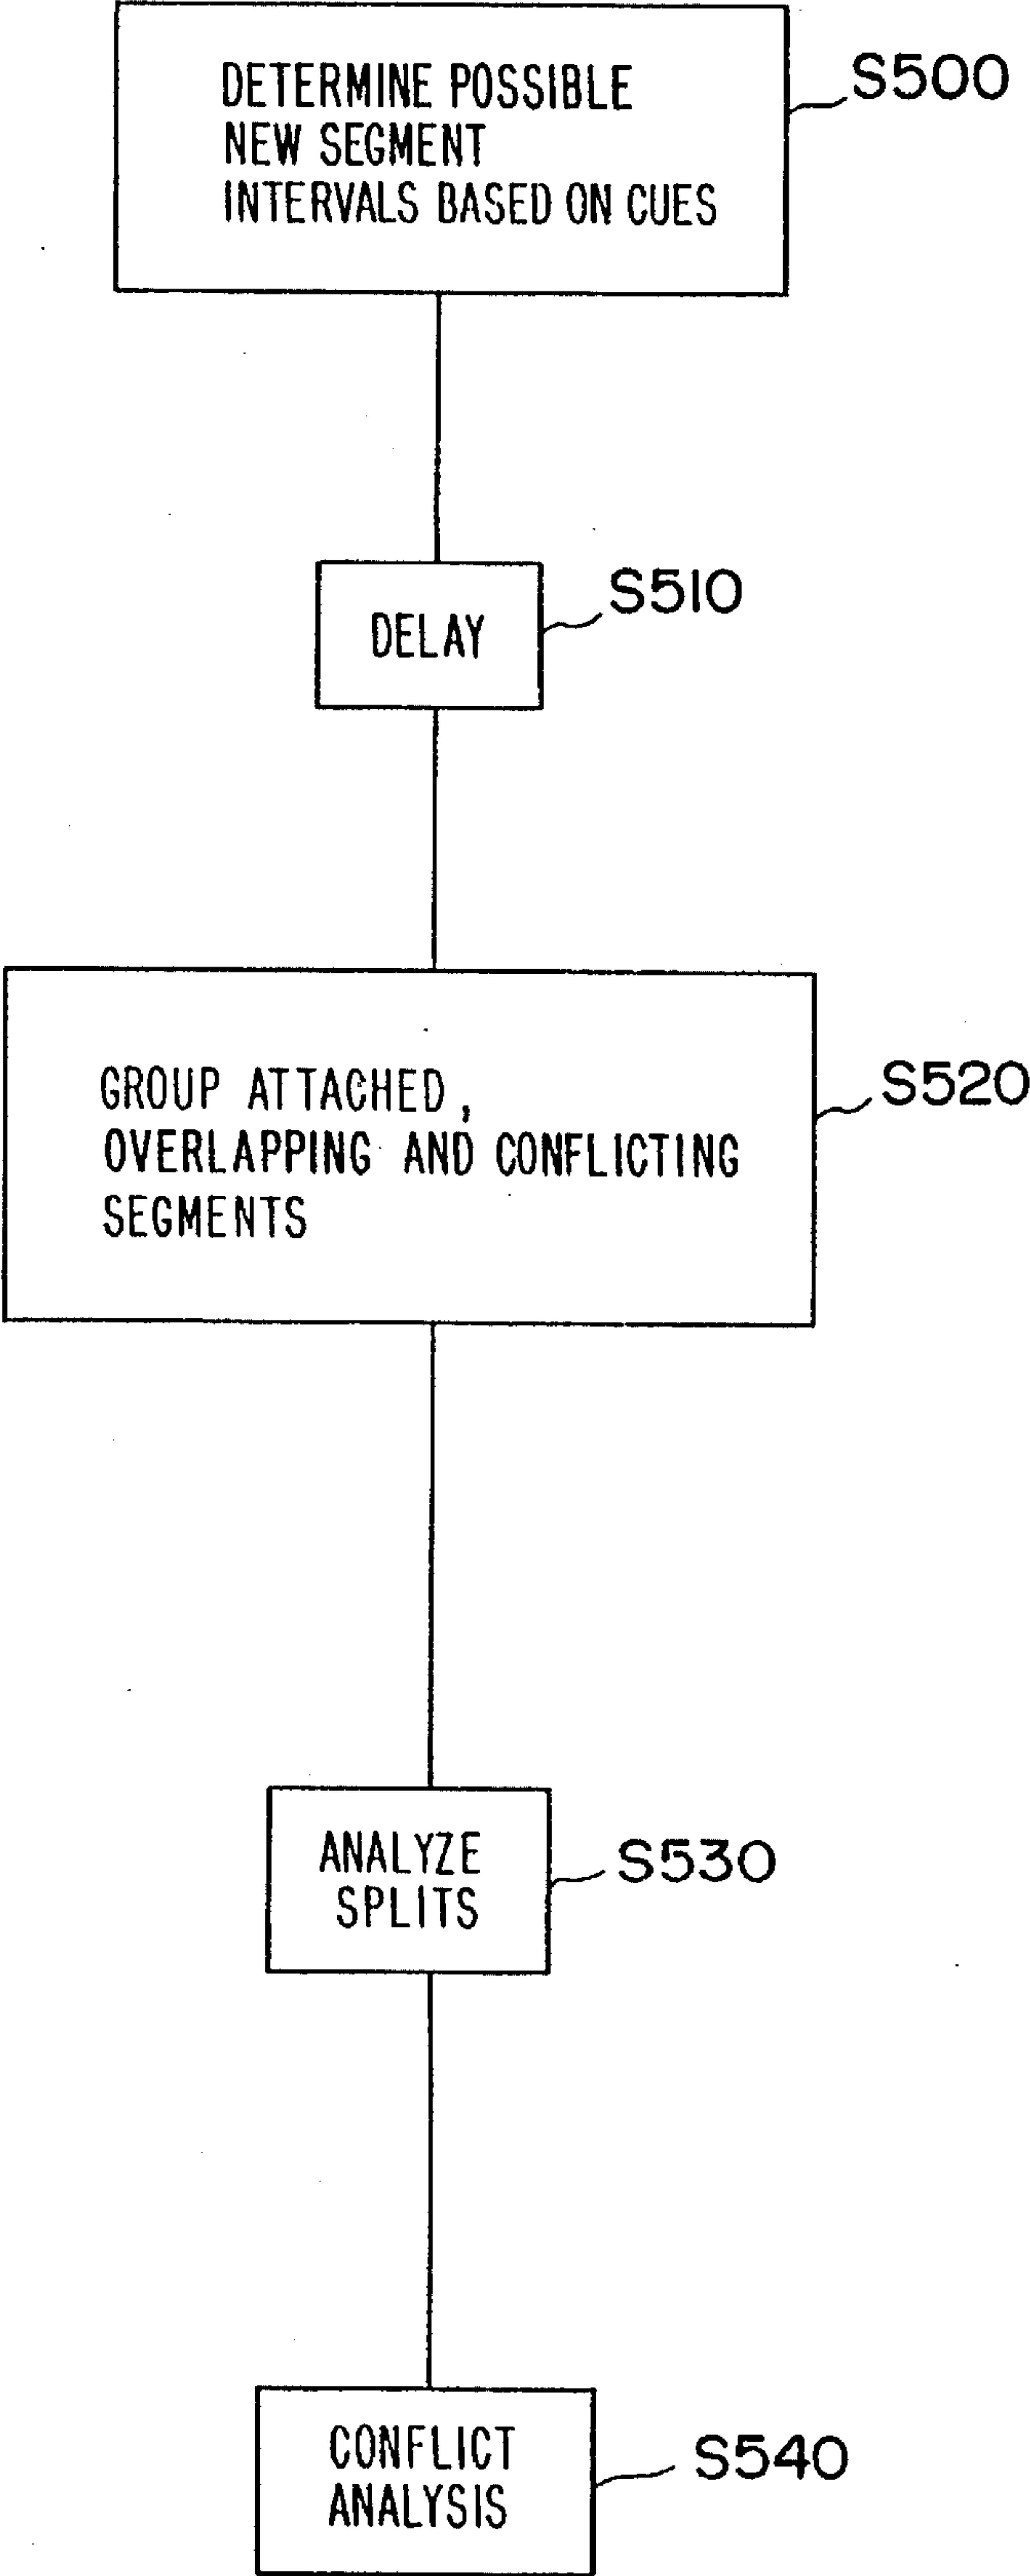 DETERMINE POSSIBLE
NEW SEGMENT
INTERVALS BASED ON CUES
S500
DELAY
S510
GROUP ATTACHED,
OVERLAPPING AND CONFLICTING
SEGMENTS
S520
ANALYZE
SPLITS
S530
CONFLICT
ANALYSIS
S540